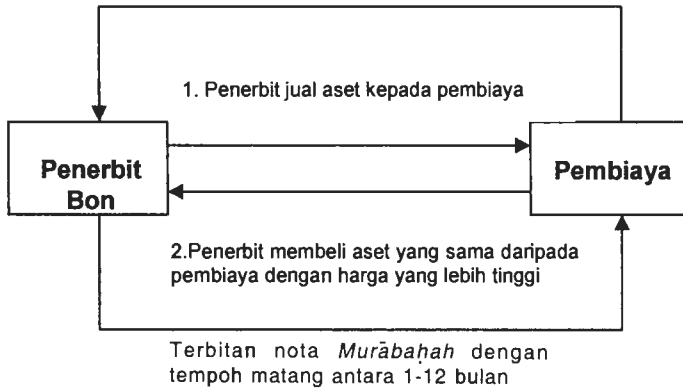 1. Penerbit jual aset kepada pembiaya
Penerbit
Bon
Pembiaya
2.Penerbit membeli aset yang sama daripada
pembiaya dengan harga yang lebih tinggi
Terbitan nota Murābaḥah dengan
tempoh matang antara 1-12 bulan